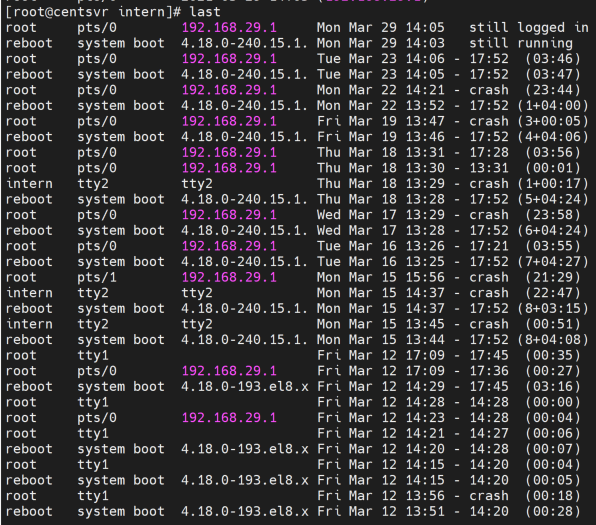 [root@centsvr intern]# last
root     pts/0        192.168.29.1     Mon Mar 29 14:05   still logged in
reboot   system boot  4.18.0-240.15.1. Mon Mar 29 14:03   still running
root     pts/0        192.168.29.1     Tue Mar 23 14:06 - 17:52  (03:46)
reboot   system boot  4.18.0-240.15.1. Tue Mar 23 14:05 - 17:52  (03:47)
root     pts/0        192.168.29.1     Mon Mar 22 14:21 - crash  (23:44)
reboot   system boot  4.18.0-240.15.1. Mon Mar 22 13:52 - 17:52 (1+04:00)
root     pts/0        192.168.29.1     Fri Mar 19 13:47 - crash (3+00:05)
reboot   system boot  4.18.0-240.15.1. Fri Mar 19 13:46 - 17:52 (4+04:06)
root     pts/0        192.168.29.1     Thu Mar 18 13:31 - 17:28  (03:56)
root     pts/0        192.168.29.1     Thu Mar 18 13:30 - 13:31  (00:01)
intern   tty2         tty2             Thu Mar 18 13:29 - crash (1+00:17)
reboot   system boot  4.18.0-240.15.1. Thu Mar 18 13:28 - 17:52 (5+04:24)
root     pts/0        192.168.29.1     Wed Mar 17 13:29 - crash  (23:58)
reboot   system boot  4.18.0-240.15.1. Wed Mar 17 13:28 - 17:52 (6+04:24)
root     pts/0        192.168.29.1     Tue Mar 16 13:26 - 17:21  (03:55)
reboot   system boot  4.18.0-240.15.1. Tue Mar 16 13:25 - 17:52 (7+04:27)
root     pts/1        192.168.29.1     Mon Mar 15 15:56 - crash  (21:29)
intern   tty2         tty2             Mon Mar 15 14:37 - crash  (22:47)
reboot   system boot  4.18.0-240.15.1. Mon Mar 15 14:37 - 17:52 (8+03:15)
intern   tty2         tty2             Mon Mar 15 13:45 - crash  (00:51)
reboot   system boot  4.18.0-240.15.1. Mon Mar 15 13:44 - 17:52 (8+04:08)
root     tty1                          Fri Mar 12 17:09 - 17:45  (00:35)
root     pts/0        192.168.29.1     Fri Mar 12 17:09 - 17:36  (00:27)
reboot   system boot  4.18.0-193.el8.x Fri Mar 12 14:29 - 17:45  (03:16)
root     tty1                          Fri Mar 12 14:28 - 14:28  (00:00)
root     pts/0        192.168.29.1     Fri Mar 12 14:23 - 14:28  (00:04)
root     tty1                          Fri Mar 12 14:21 - 14:27  (00:06)
reboot   system boot  4.18.0-193.el8.x Fri Mar 12 14:20 - 14:28  (00:07)
root     tty1                          Fri Mar 12 14:15 - 14:20  (00:04)
reboot   system boot  4.18.0-193.el8.x Fri Mar 12 14:15 - 14:20  (00:05)
root     tty1                          Fri Mar 12 13:56 - crash  (00:18)
reboot   system boot  4.18.0-193.el8.x Fri Mar 12 13:51 - 14:20  (00:28)